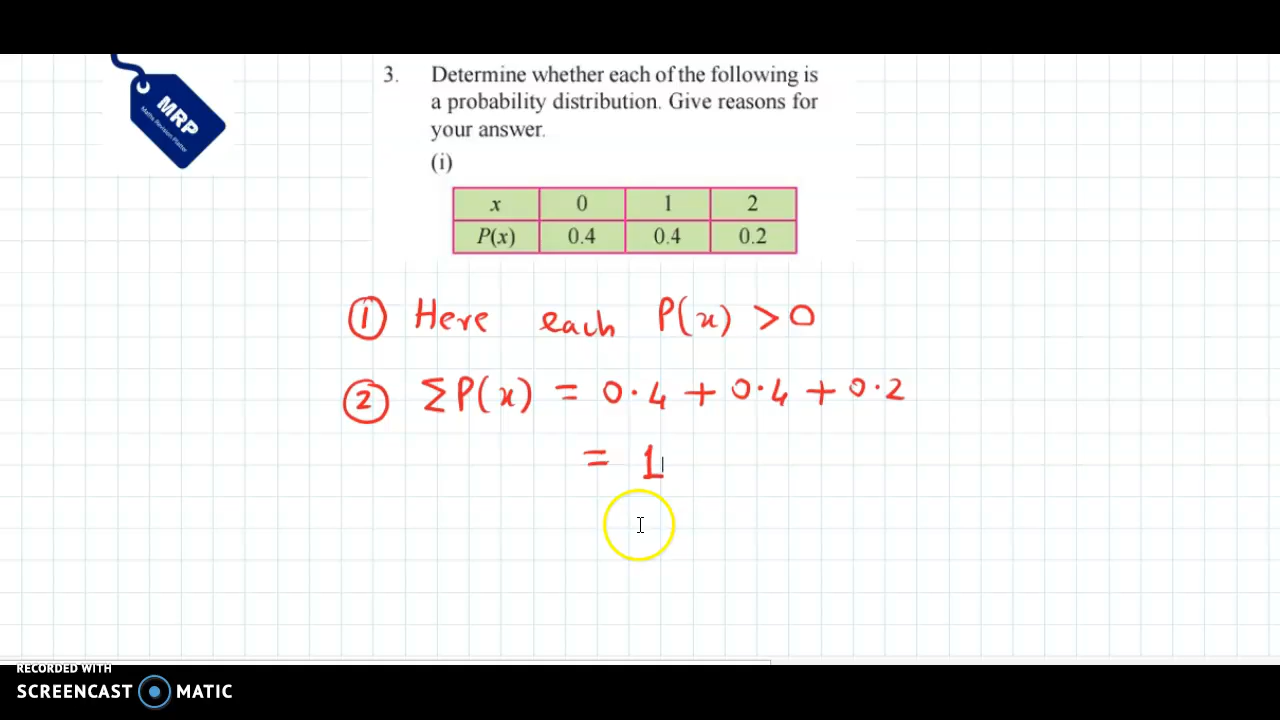 MRP
Maths Revision Platter
3. Determine whether each of the following is
a probability distribution. Give reasons for
your answer.
(i)
x 0 1 2
P(x) 0.4 0.4 0.2
① Here each P(x) > 0
② ΣP(x) = 0.4 + 0.4 + 0.2
= 1
RECORDED WITH
SCREENCAST MATIC